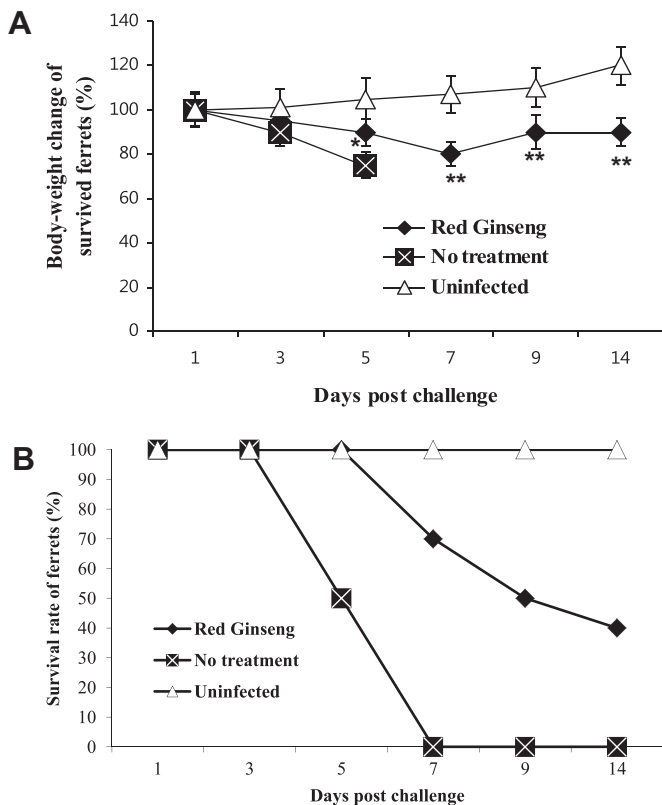 A
Body-weight change of
survived ferrets (%)
140
120
100
80
60
40
20
0
*
**
**
**
Red Ginseng
No treatment
Uninfected
1 3 5 7 9 14
Days post challenge
B
Survival rate of ferrets (%)
100
90
80
70
60
50
40
30
20
10
0
Red Ginseng
No treatment
Uninfected
1 3 5 7 9 14
Days post challenge